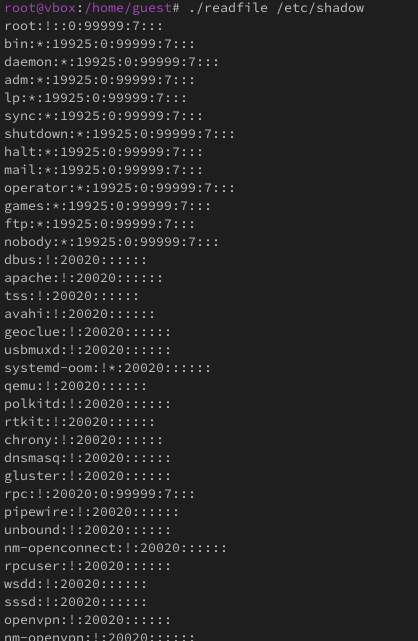 root@vbox:/home/guest# ./readfile /etc/shadow
root:!::0:99999:7:::
bin:*:19925:0:99999:7:::
daemon:*:19925:0:99999:7:::
adm:*:19925:0:99999:7:::
lp:*:19925:0:99999:7:::
sync:*:19925:0:99999:7:::
shutdown:*:19925:0:99999:7:::
halt:*:19925:0:99999:7:::
mail:*:19925:0:99999:7:::
operator:*:19925:0:99999:7:::
games:*:19925:0:99999:7:::
ftp:*:19925:0:99999:7:::
nobody:*:19925:0:99999:7:::
dbus:!:20020::::::
apache:!:20020::::::
tss:!:20020::::::
avahi:!:20020::::::
geoclue:!:20020::::::
usbmuxd:!:20020::::::
systemd-oom:!*:20020::::::
qemu:!:20020::::::
polkitd:!:20020::::::
rtkit:!:20020::::::
chrony:!:20020::::::
dnsmasq:!:20020::::::
gluster:!:20020::::::
rpc:!:20020:0:99999:7:::
pipewire:!:20020::::::
unbound:!:20020::::::
nm-openconnect:!:20020::::::
rpcuser:!:20020::::::
wsdd:!:20020::::::
sssd:!:20020::::::
openvpn:!:20020::::::
nm-openvpn:!:20020::::::